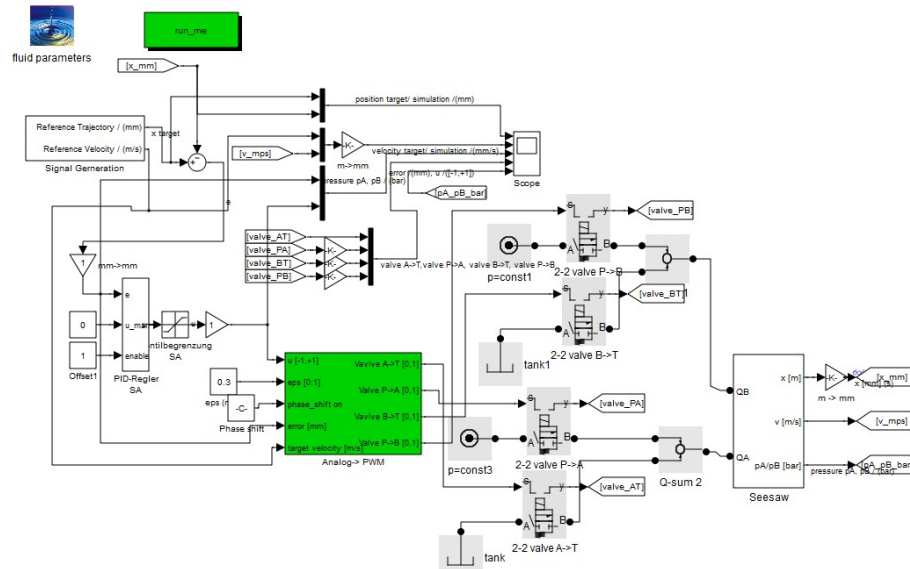 run_me
fluid parameters
[x_mm]
position target/ simulation /(mm)
Reference Trajectory / (mm)
x target
Reference Velocity / (m/s)
Signal Gerneration
[v_mps]
-K-
m->mm
velocity target/ simulation /(mm/s)
Scope
error /(mm), u /([-1,+1])
pressure pA, pB / (bar)
[pA_pB_bar]
e
[valve_AT]
[valve_PA]
-K-
[valve_BT]
-K-
[valve_PB]
-K-
valve A->T, valve P->A, valve B->T, valve P->B
s
y
[valve_PB]
A
B
p=const1
2-2 valve P->B
1
mm->mm
s
y
[valve_BT]
1
A
B
2-2 valve B->T
tank1
e
0
u_max
u
1
1
enable
ntilbegrenzung
SA
Offset1
PID-Regler
SA
u [-1,+1]
Vavlve A->T [0,1]
0.3
eps [0,1]
Valve P->A [0,1]
-C-
phase_shift on
Phase shift
Vavlve B->T [0,1]
error [mm]
Valve P->B [0,1]
target velocity [m/s]
Analog-> PWM
s
y
[valve_PA]
A
B
p=const3
2-2 valve P->A
Q-sum 2
s
y
[valve_AT]
A
B
2-2 valve A->T
tank
QB
x [m]
-K-
[x_mm]
m -> mm
v [m/s]
[v_mps]
QA
pA/pB [bar]
[pA_pB_bar]
pressure pA, pB / (bar)
Seesaw